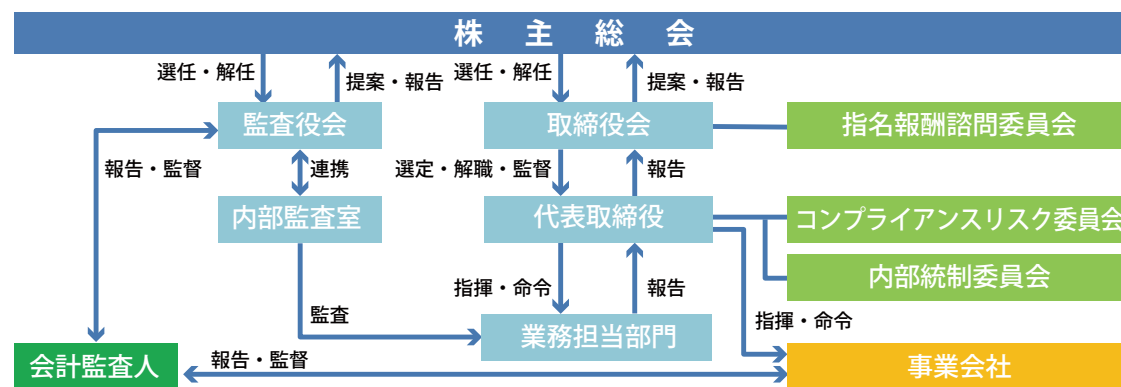 株主総会
選任・解任
提案・報告
選任・解任
提案・報告
監査役会
取締役会
指名報酬諮問委員会
報告・監督
連携
選定・解職・監督
報告
内部監査室
代表取締役
コンプライアンスリスク委員会
内部統制委員会
指揮・命令
報告
監査
業務担当部門
指揮・命令
会計監査人
報告・監督
事業会社